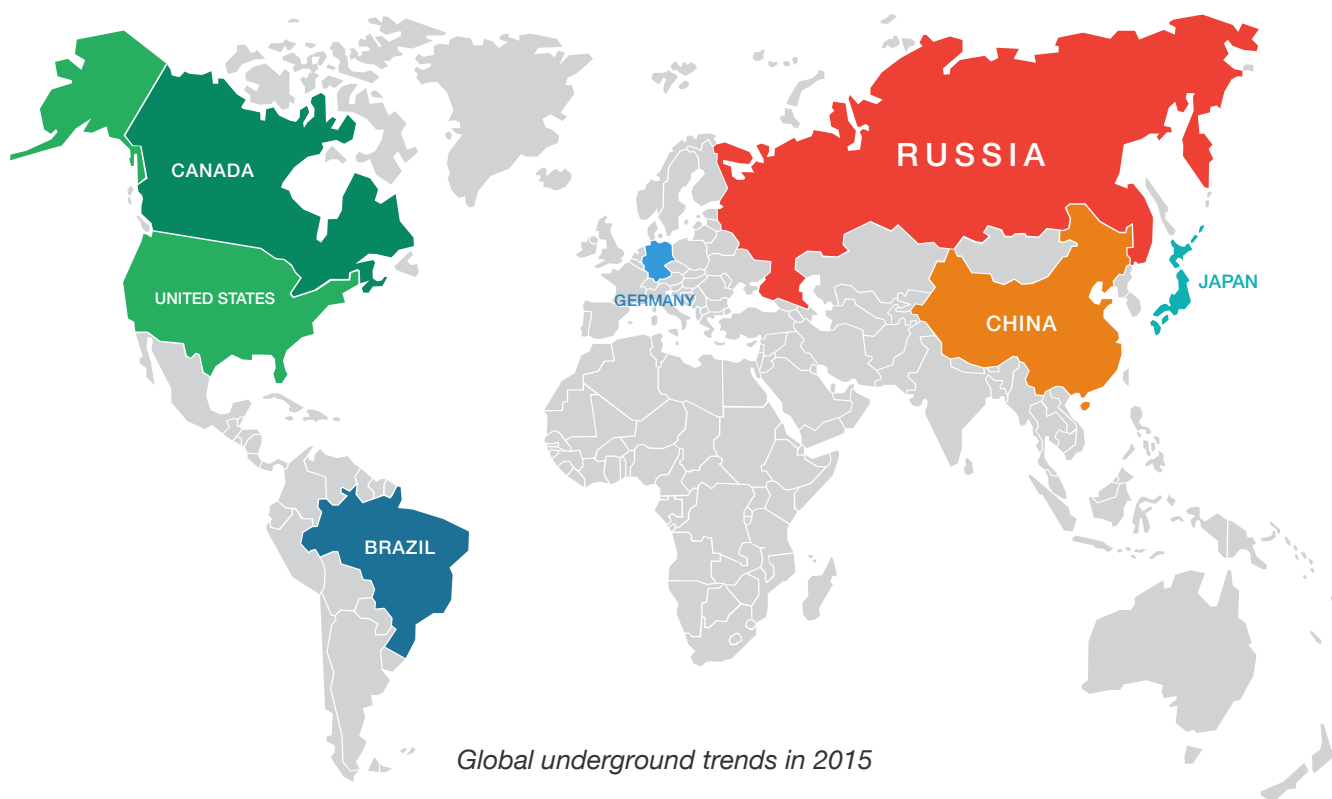 RUSSIA
CANADA
JAPAN
UNITED STATES
GERMANY
CHINA
BRAZIL
Global underground trends in 2015